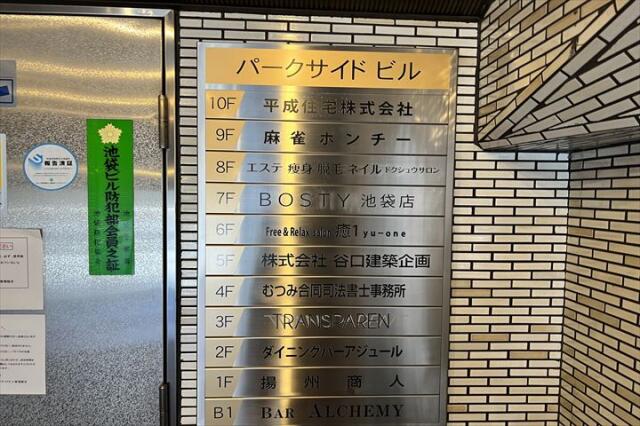 パークサイド ビル
10F 平成住宅株式会社
9F 麻雀 ホンチー
8F エステ 痩身 脱毛 ネイル ドクショウサロン
7F BOSTY 池袋店
6F Free & Relax salon 癒1 yu-one
5F 株式会社 谷口建築企画
4F むつみ合同司法書士事務所
3F TRANSPAREN
2F ダイニングバーアジュール
1F 揚州商人
B1 BAR ALCHEMY
池袋ビル防犯部会員之証
報告済証